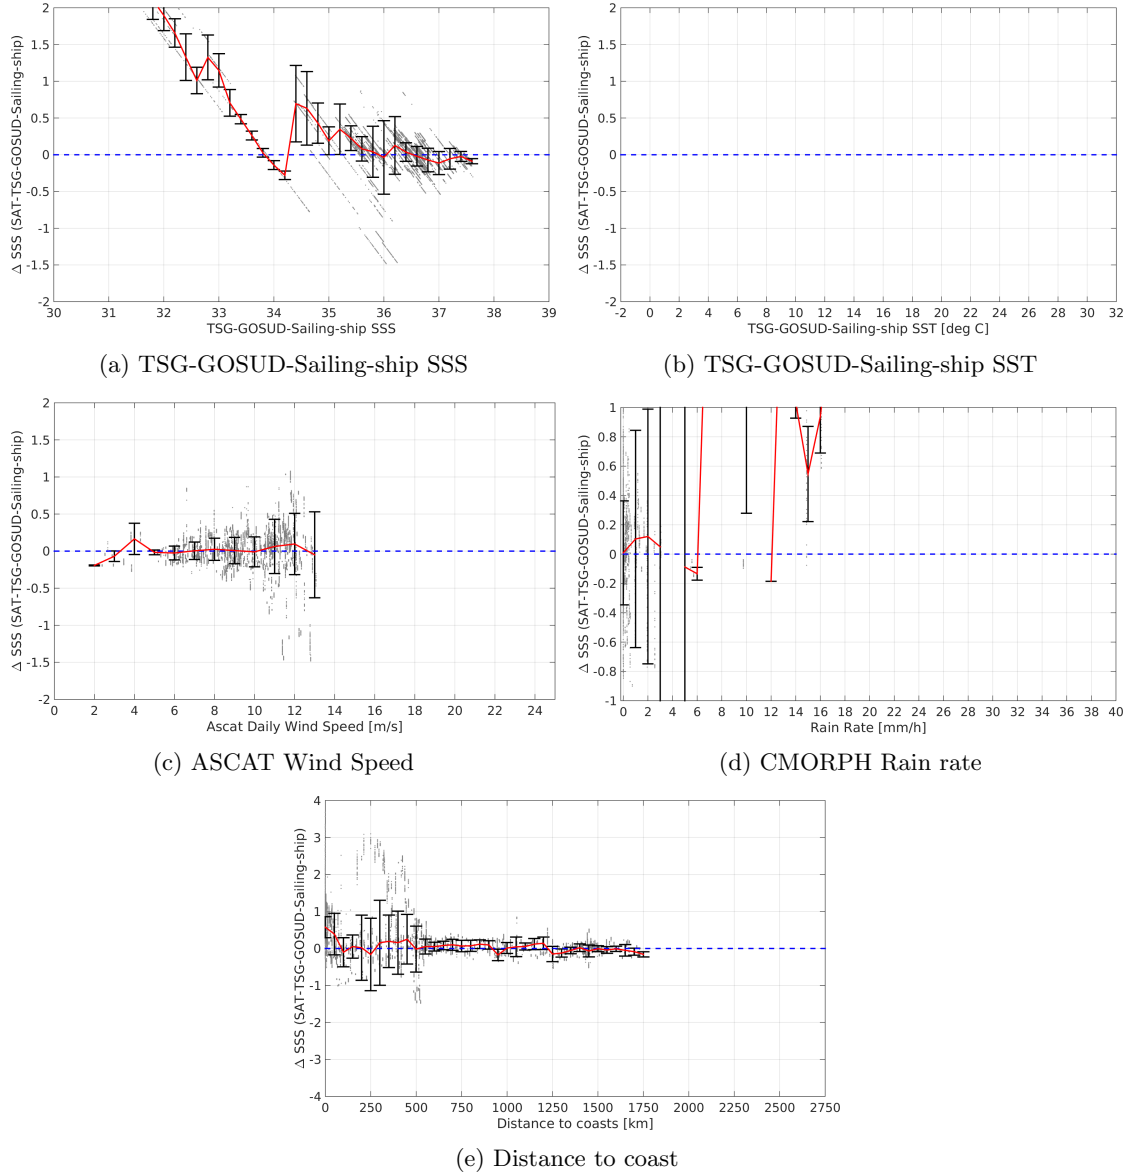 2
1.5
1
0.5
0
-0.5
-1
-1.5
-2
30 31 32 33 34 35 36 37 38 39
Δ SSS (SAT-TSG-GOSUD-Sailing-ship)
TSG-GOSUD-Sailing-ship SSS
(a) TSG-GOSUD-Sailing-ship SSS
2
1.5
1
0.5
0
-0.5
-1
-1.5
-2
-2 0 2 4 6 8 10 12 14 16 18 20 22 24 26 28 30 32
Δ SSS (SAT-TSG-GOSUD-Sailing-ship)
TSG-GOSUD-Sailing-ship SST [deg C]
(b) TSG-GOSUD-Sailing-ship SST
2
1.5
1
0.5
0
-0.5
-1
-1.5
-2
0 2 4 6 8 10 12 14 16 18 20 22 24
Δ SSS (SAT-TSG-GOSUD-Sailing-ship)
Ascat Daily Wind Speed [m/s]
(c) ASCAT Wind Speed
1
0.8
0.6
0.4
0.2
0
-0.2
-0.4
-0.6
-0.8
-1
0 2 4 6 8 10 12 14 16 18 20 22 24 26 28 30 32 34 36 38 40
Δ SSS (SAT-TSG-GOSUD-Sailing-ship)
Rain Rate [mm/h]
(d) CMORPH Rain rate
4
3
2
1
0
-1
-2
-3
-4
0 250 500 750 1000 1250 1500 1750 2000 2250 2500 2750
Δ SSS (SAT-TSG-GOSUD-Sailing-ship)
Distance to coasts [km]
(e) Distance to coast